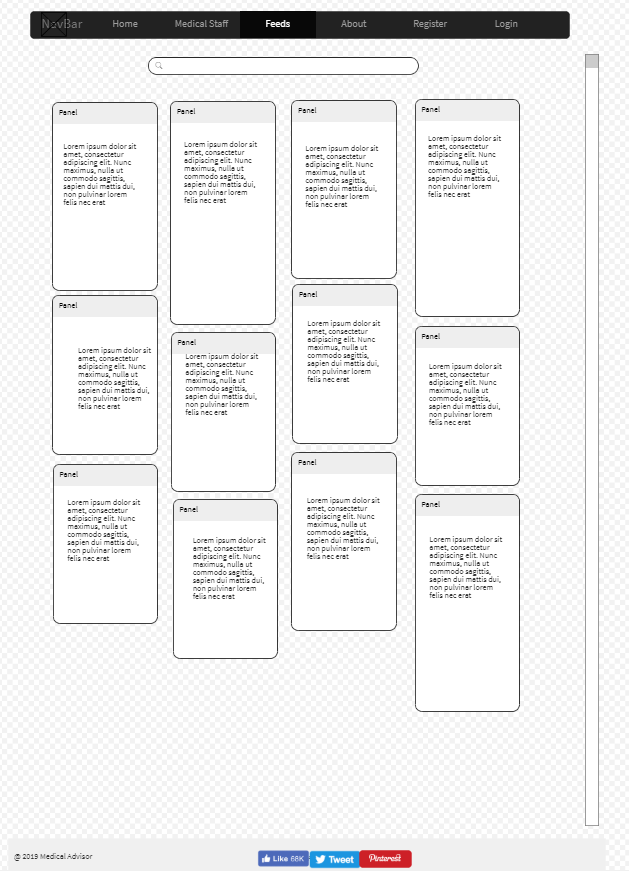 NavBar Home Medical Staff Feeds About Register Login
Panel
Lorem ipsum dolor sit
amet, consectetur
adipiscing elit. Nunc
maximus, nulla ut
commodo sagittis,
sapien dui mattis dui,
non pulvinar lorem
felis nec erat
Panel
Lorem ipsum dolor sit
amet, consectetur
adipiscing elit. Nunc
maximus, nulla ut
commodo sagittis,
sapien dui mattis dui,
non pulvinar lorem
felis nec erat
Panel
Lorem ipsum dolor sit
amet, consectetur
adipiscing elit. Nunc
maximus, nulla ut
commodo sagittis,
sapien dui mattis dui,
non pulvinar lorem
felis nec erat
Panel
Lorem ipsum dolor sit
amet, consectetur
adipiscing elit. Nunc
maximus, nulla ut
commodo sagittis,
sapien dui mattis dui,
non pulvinar lorem
felis nec erat
Panel
Lorem ipsum dolor sit
amet, consectetur
adipiscing elit. Nunc
maximus, nulla ut
commodo sagittis,
sapien dui mattis dui,
non pulvinar lorem
felis nec erat
Panel
Lorem ipsum dolor sit
amet, consectetur
adipiscing elit. Nunc
maximus, nulla ut
commodo sagittis,
sapien dui mattis dui,
non pulvinar lorem
felis nec erat
Panel
Lorem ipsum dolor sit
amet, consectetur
adipiscing elit. Nunc
maximus, nulla ut
commodo sagittis,
sapien dui mattis dui,
non pulvinar lorem
felis nec erat
Panel
Lorem ipsum dolor sit
amet, consectetur
adipiscing elit. Nunc
maximus, nulla ut
commodo sagittis,
sapien dui mattis dui,
non pulvinar lorem
felis nec erat
Panel
Lorem ipsum dolor sit
amet, consectetur
adipiscing elit. Nunc
maximus, nulla ut
commodo sagittis,
sapien dui mattis dui,
non pulvinar lorem
felis nec erat
Panel
Lorem ipsum dolor sit
amet, consectetur
adipiscing elit. Nunc
maximus, nulla ut
commodo sagittis,
sapien dui mattis dui,
non pulvinar lorem
felis nec erat
Panel
Lorem ipsum dolor sit
amet, consectetur
adipiscing elit. Nunc
maximus, nulla ut
commodo sagittis,
sapien dui mattis dui,
non pulvinar lorem
felis nec erat
Panel
Lorem ipsum dolor sit
amet, consectetur
adipiscing elit. Nunc
maximus, nulla ut
commodo sagittis,
sapien dui mattis dui,
non pulvinar lorem
felis nec erat
@ 2019 Medical Advisor Like 68K Tweet Pinterest